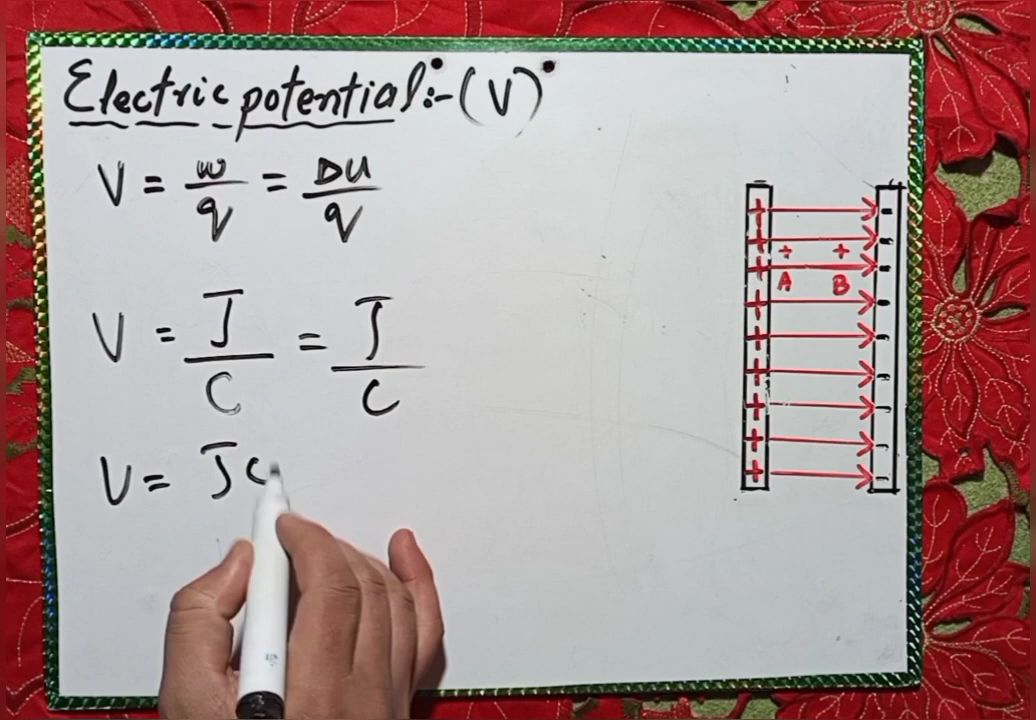 Electric potential:- (V)
V = w/q = ΔU/q
V = J/C = J/C
V = JC
+ -
+ -
+ +
+ -
A B
+ -
+ -
+ -
+ -
+ -
+ -